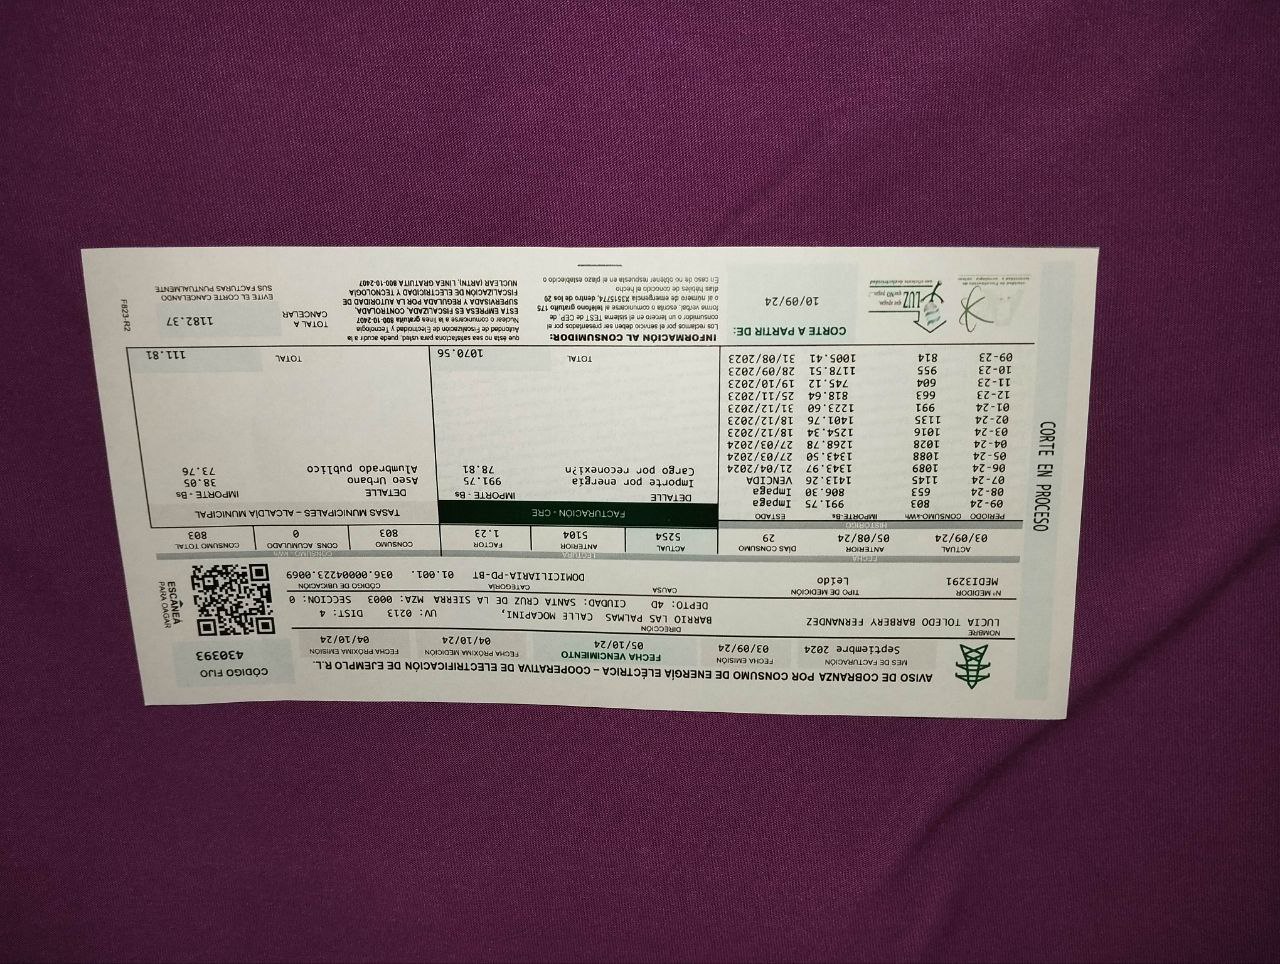 AVISO DE COBRANZA POR CONSUMO DE ENERGÍA ELÉCTRICA – COOPERATIVA DE ELECTRIFICACIÓN DE EJEMPLO R.L.
CÓDIGO FIJO
430393
MES DE FACTURACIÓN
Septiembre 2024
FECHA EMISIÓN
03/09/24
FECHA VENCIMIENTO
05/10/24
FECHA PRÓXIMA MEDICIÓN
04/10/24
FECHA PRÓXIMA EMISIÓN
04/10/24
NOMBRE
LUCIA TOLEDO BARBERY FERNANDEZ
DIRECCIÓN
BARRIO LAS PALMAS CALLE MOCAPINI, UV: 0213 DIST: 4
DEPTO: 4D CIUDAD: SANTA CRUZ DE LA SIERRA MZA: 0003 SECCION: 0
ESCANEÁ
PARA PAGAR
Nº MEDIDOR
MEDI3291
TIPO DE MEDICIÓN
Leído
CAUSA
CATEGORÍA
DOMICILIARIA-PD-BT
CÓDIGO DE UBICACIÓN
01.001. 036.00004223.0069
FECHA
LECTURA
CONSUMO - kWh
ACTUAL
03/09/24
ANTERIOR
05/08/24
DIAS CONSUMO
29
ACTUAL
5254
ANTERIOR
5104
FACTOR
1.23
CONSUMO
803
CONS ACUMULADO
0
CONSUMO TOTAL
803
HISTÓRICO
PERIODO CONSUMO-kWh IMPORTE-Bs ESTADO
09-24 803 991.75 Impaga
08-24 653 806.30 Impaga
07-24 1145 1413.26 VENCIDA
06-24 1089 1343.97 21/04/2024
05-24 1088 1343.50 27/03/2024
04-24 1028 1268.78 27/03/2024
03-24 1016 1254.34 18/12/2023
02-24 1135 1401.76 18/12/2023
01-24 991 1223.60 31/12/2023
12-23 663 818.64 25/11/2023
11-23 604 745.12 19/10/2023
10-23 955 1178.51 28/09/2023
09-23 814 1005.41 31/08/2023
FACTURACIÓN - CRE
DETALLE IMPORTE - Bs
Importe por energía 991.75
Cargo por reconexi?n 78.81
TOTAL 1070.56
TASAS MUNICIPALES – ALCALDÍA MUNICIPAL
DETALLE IMPORTE - Bs
Aseo Urbano 38.05
Alumbrado publico 73.76
TOTAL 111.81
CORTE EN PROCESO
LUZ
CORTE A PARTIR DE:
10/09/24
INFORMACIÓN AL CONSUMIDOR:
Los reclamos por el servicio deben ser presentados por el
consumidor o un tercero en el sistema TEST de CEP de
forma verbal, escrita o comunicarse al teléfono gratuito 175
o al número de emergencia X315774, dentro de los 20
días hábiles de conocido el hecho
En caso de no obtener respuesta en el plazo establecido o
que ésta no sea satisfactoria para usted, puede acudir a la
Autoridad de Fiscalización de Electricidad y Tecnología
Nuclear o comunicarse a la línea gratuita 800-10-2407
ESTA EMPRESA ES FISCALIZADA, CONTROLADA,
SUPERVISADA Y REGULADA POR LA AUTORIDAD DE
FISCALIZACIÓN DE ELECTRICIDAD Y TECNOLOGÍA
NUCLEAR (AETN), LINEA GRATUITA 800-10-2407
TOTAL A
CANCELAR
1182.37
EVITE EL CORTE CANCELANDO
SUS FACTURAS PUNTUALMENTE
F823-R2